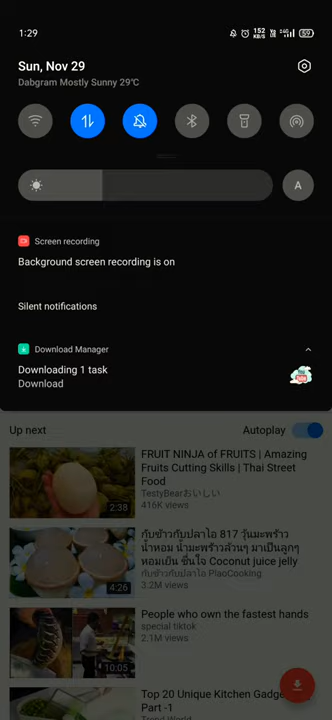 1:29
152
KB/S
59
Sun, Nov 29
Dabgram Mostly Sunny 29°C
A
Screen recording
Background screen recording is on
Silent notifications
Download Manager
Downloading 1 task
Download
Up next
Autoplay
FRUIT NINJA of FRUITS | Amazing
Fruits Cutting Skills | Thai Street
Food
TestyBearおいしい
416K views
2:38
กับข้าวกับปลาโอ 817 วุ้นมะพร้าว
น้ำหอม น้ำมะพร้าวล้วนๆ มาเป็นลูกๆ
หอมเย็น ชื่นใจ Coconut juice jelly
กับข้าวกับปลาโอ PlaoCooking
3.2M views
4:26
People who own the fastest hands
special tiktok
2.1M views
10:05
Top 20 Unique Kitchen Gadge
Part -1
Trend World